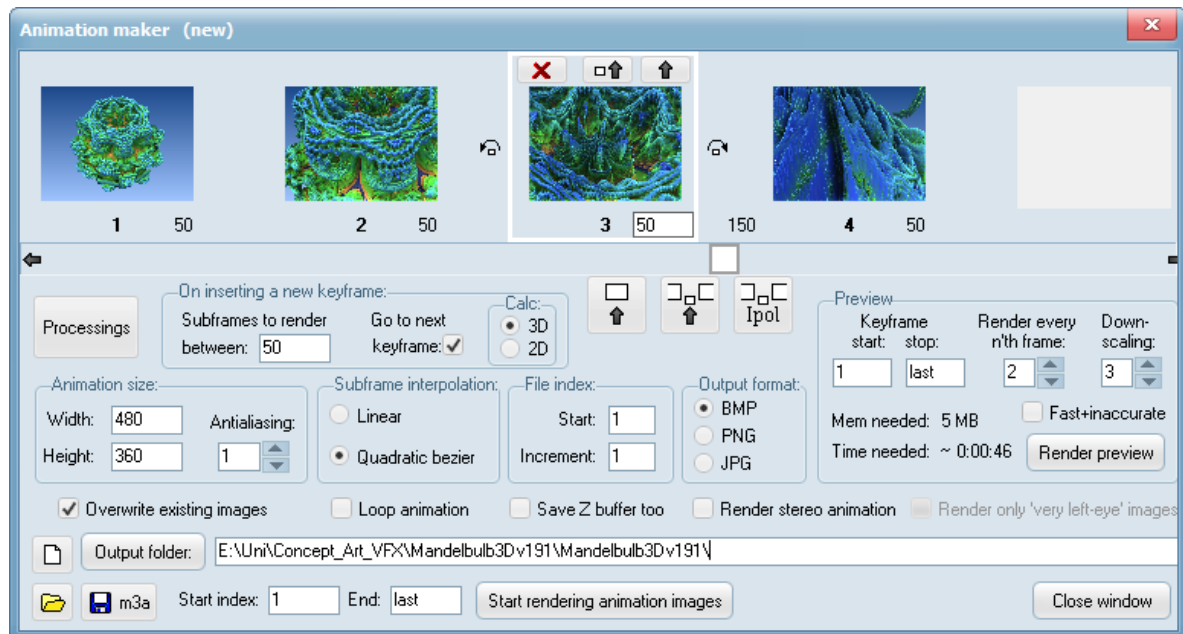 Animation maker (new)
1 50 2 50 3 50 150 4 50
Processings
On inserting a new keyframe:
Subframes to render between: 50
Go to next keyframe:
Calc:
3D
2D
Ipol
Preview
Keyframe
start: stop:
1 last
Render every n'th frame:
2
Down-scaling:
3
Mem needed: 5 MB
Fast+inaccurate
Time needed: ~ 0:00:46
Render preview
Animation size:
Width: 480
Height: 360
Antialiasing:
1
Subframe interpolation:
Linear
Quadratic bezier
File index:
Start: 1
Increment: 1
Output format:
BMP
PNG
JPG
Overwrite existing images
Loop animation
Save Z buffer too
Render stereo animation
Render only 'very left-eye' images
Output folder: E:\Uni\Concept_Art_VFX\Mandelbulb3Dv191\Mandelbulb3Dv191\
m3a
Start index: 1 End: last
Start rendering animation images
Close window